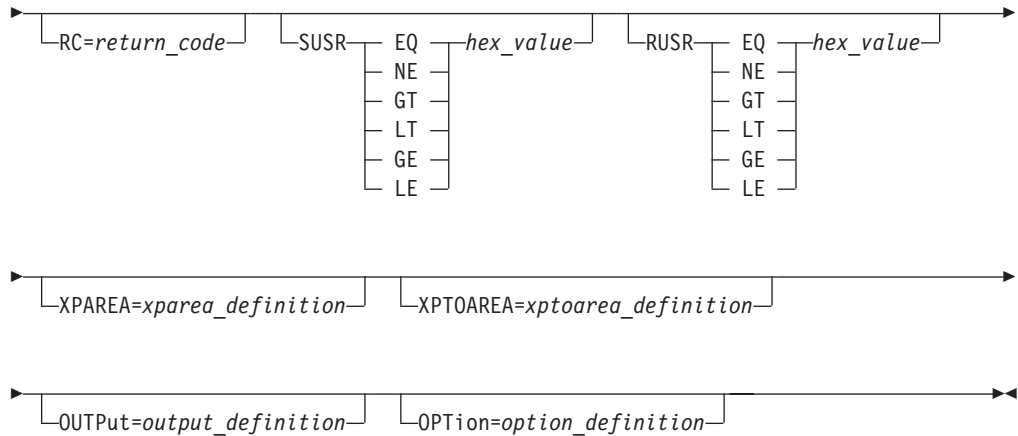 RC=return_code SUSR EQ hex_value RUSR EQ hex_value
NE NE
GT GT
LT LT
GE GE
LE LE
XPAREA=xparea_definition XPTOAREA=xptoarea_definition
OUTPut=output_definition OPTion=option_definition